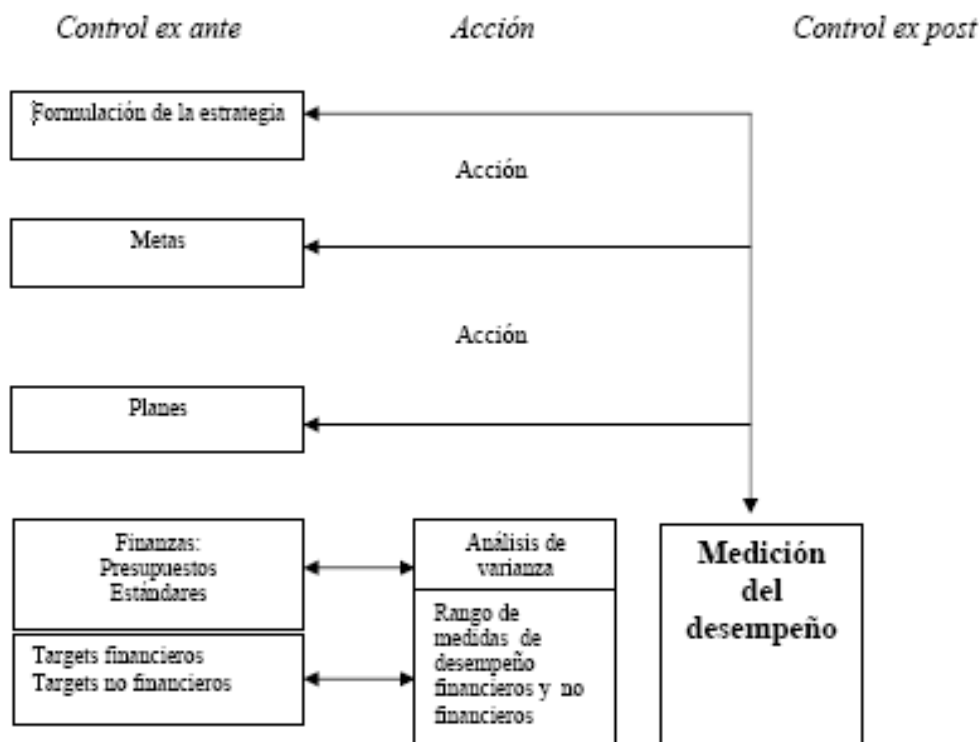 Control ex ante
Acción
Control ex post
Formulación de la estrategia
Acción
Metas
Acción
Planes
Finanzas:
Presupuestos
Estándares
Análisis de
varianza
Medición
del
desempeño
Targets financieros
Targets no financieros
Rango de
medidas de
desempeño
financieros y no
financieros